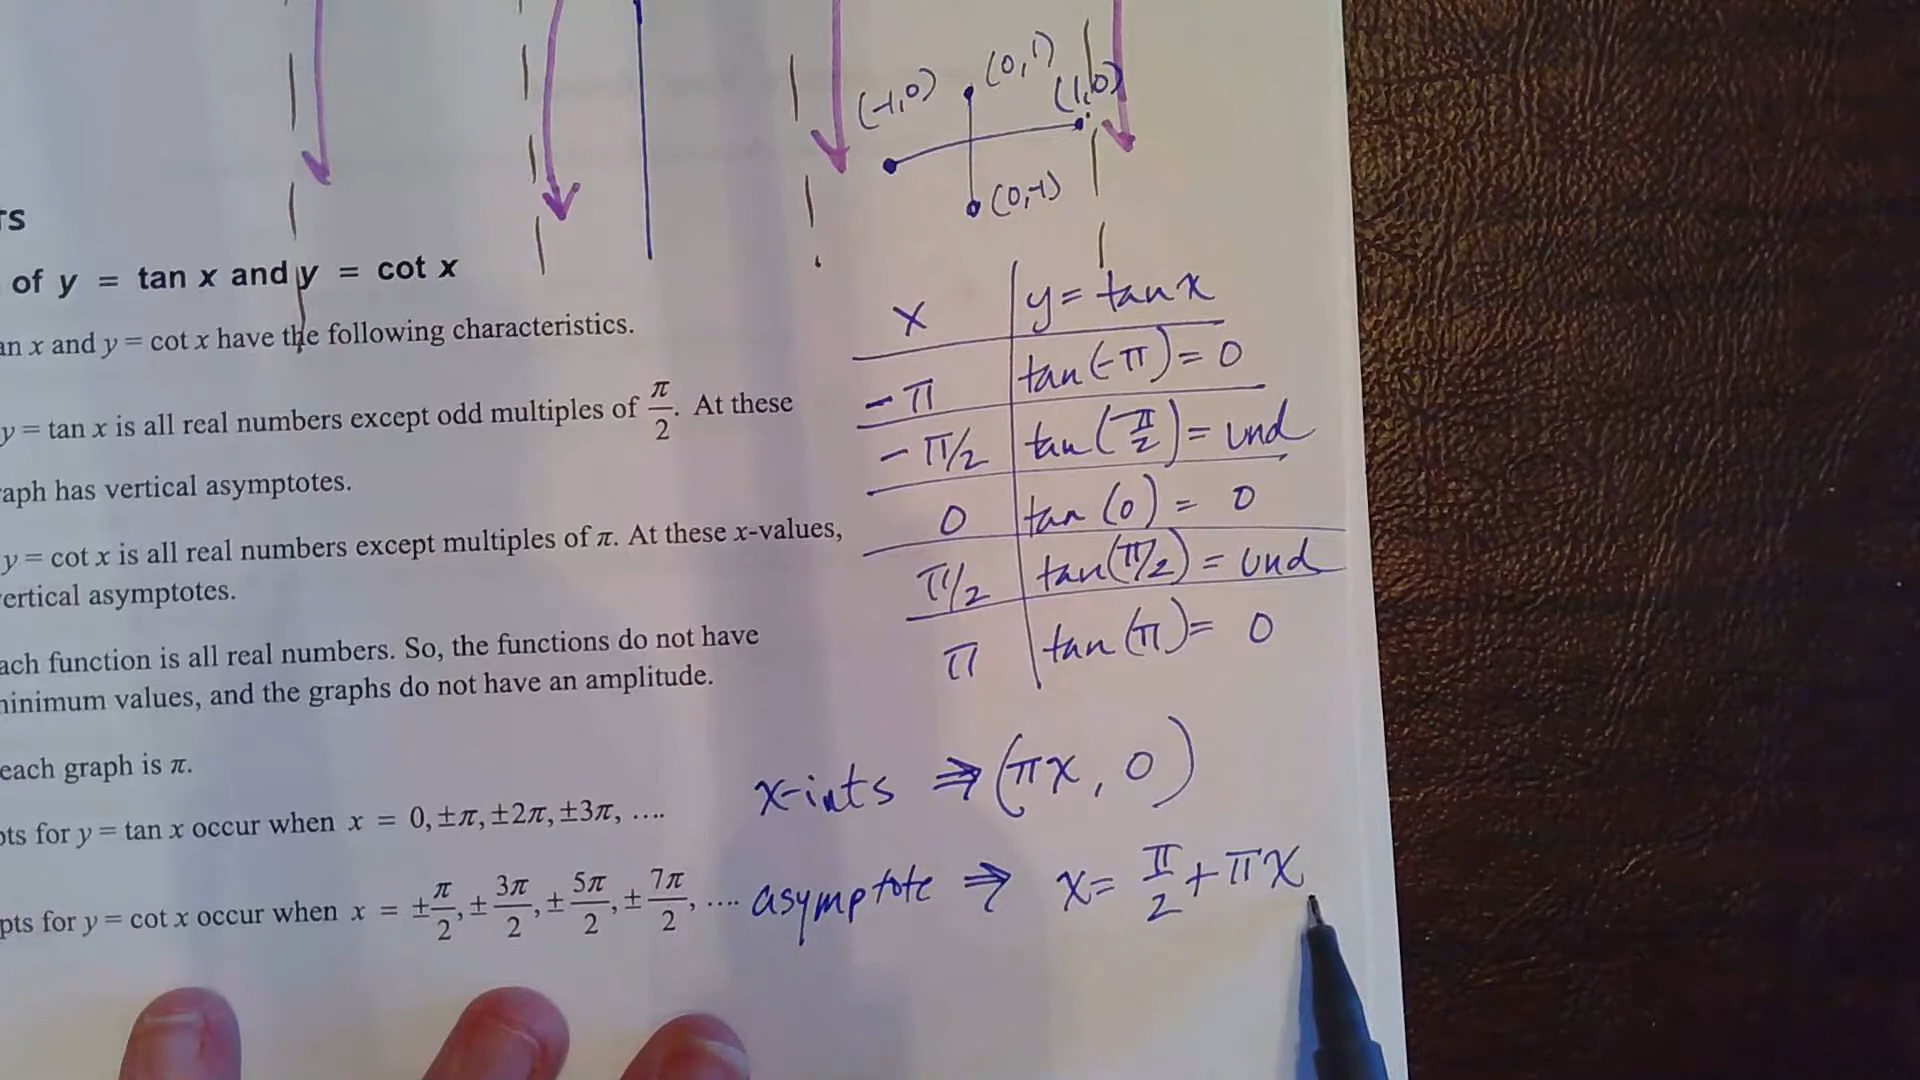 (-1,0)
(0,1)
(1,0)
(0,-1)
TS
of y = tan x and y = cot x
an x and y = cot x have the following characteristics.
y = tan x is all real numbers except odd multiples of π/2. At these
raph has vertical asymptotes.
y = cot x is all real numbers except multiples of π. At these x-values,
ertical asymptotes.
ach function is all real numbers. So, the functions do not have
inimum values, and the graphs do not have an amplitude.
each graph is π.
pts for y = tan x occur when x = 0, ±π, ±2π, ±3π, ....
pts for y = cot x occur when x = ±π/2, ±3π/2, ±5π/2, ±7π/2, ....
x y = tan x
-π tan(-π) = 0
-π/2 tan(-π/2) = und
0 tan(0) = 0
π/2 tan(π/2) = und
π tan(π) = 0
x-ints ⇒ (πx, 0)
asymptote ⇒ x = π/2 + πx